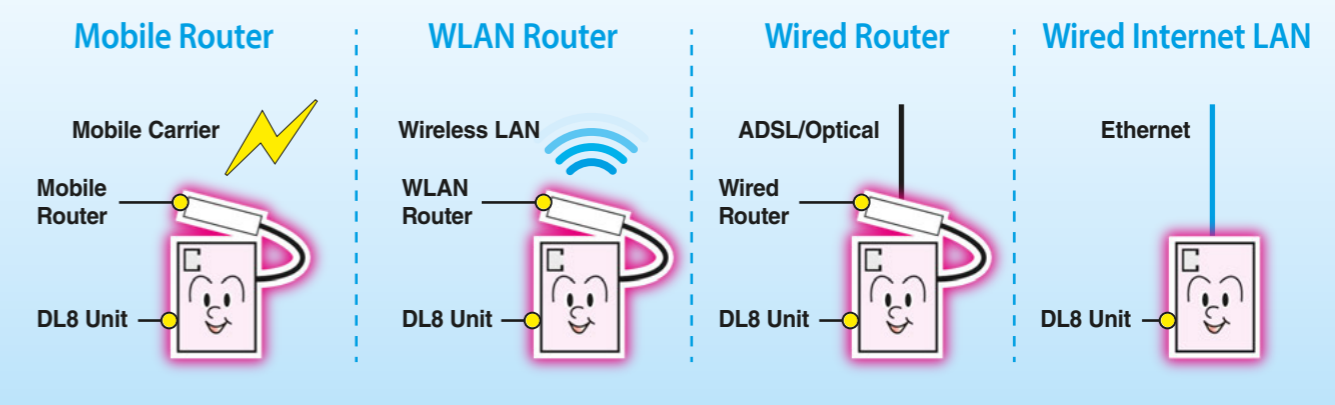 Mobile Router
Mobile Carrier
Mobile
Router
DL8 Unit
WLAN Router
Wireless LAN
WLAN
Router
DL8 Unit
Wired Router
ADSL/Optical
Wired
Router
DL8 Unit
Wired Internet LAN
Ethernet
DL8 Unit